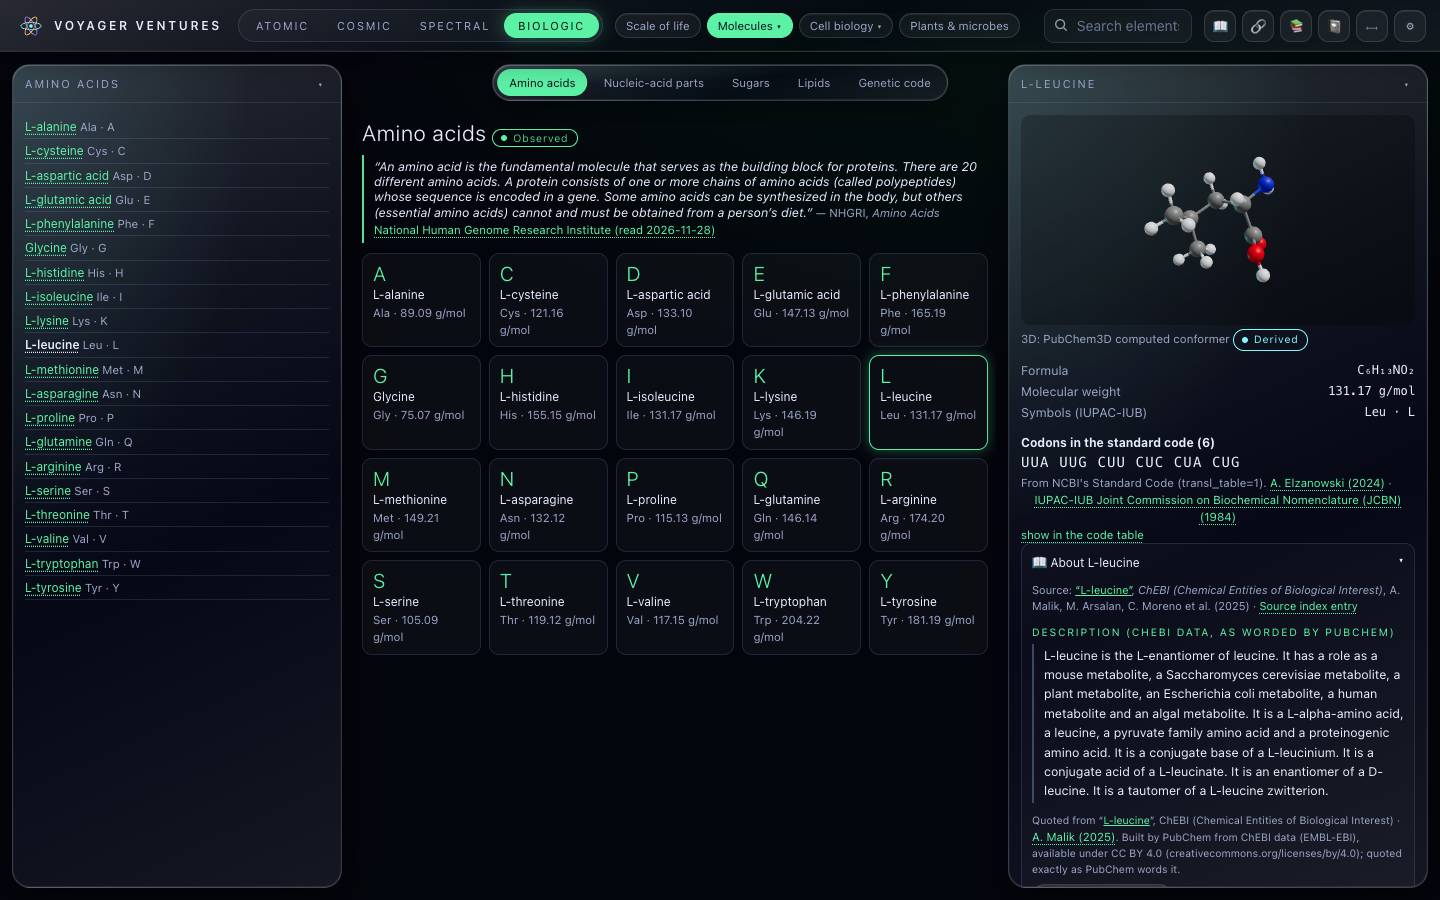 VOYAGER VENTURES
ATOMIC COSMIC SPECTRAL BIOLOGIC
Scale of life Molecules Cell biology Plants & microbes
Search element
AMINO ACIDS
L-alanine Ala · A
L-cysteine Cys · C
L-aspartic acid Asp · D
L-glutamic acid Glu · E
L-phenylalanine Phe · F
Glycine Gly · G
L-histidine His · H
L-isoleucine Ile · I
L-lysine Lys · K
L-leucine Leu · L
L-methionine Met · M
L-asparagine Asn · N
L-proline Pro · P
L-glutamine Gln · Q
L-arginine Arg · R
L-serine Ser · S
L-threonine Thr · T
L-valine Val · V
L-tryptophan Trp · W
L-tyrosine Tyr · Y
Amino acids Nucleic-acid parts Sugars Lipids Genetic code
Amino acids Observed
“An amino acid is the fundamental molecule that serves as the building block for proteins. There are 20
different amino acids. A protein consists of one or more chains of amino acids (called polypeptides)
whose sequence is encoded in a gene. Some amino acids can be synthesized in the body, but others
(essential amino acids) cannot and must be obtained from a person’s diet.” — NHGRI, Amino Acids
National Human Genome Research Institute (read 2026-11-28)
A
L-alanine
Ala · 89.09 g/mol
C
L-cysteine
Cys · 121.16
g/mol
D
L-aspartic acid
Asp · 133.10
g/mol
E
L-glutamic acid
Glu · 147.13 g/mol
F
L-phenylalanine
Phe · 165.19
g/mol
G
Glycine
Gly · 75.07 g/mol
H
L-histidine
His · 155.15 g/mol
I
L-isoleucine
Ile · 131.17 g/mol
K
L-lysine
Lys · 146.19
g/mol
L
L-leucine
Leu · 131.17 g/mol
M
L-methionine
Met · 149.21
g/mol
N
L-asparagine
Asn · 132.12
g/mol
P
L-proline
Pro · 115.13 g/mol
Q
L-glutamine
Gln · 146.14
g/mol
R
L-arginine
Arg · 174.20
g/mol
S
L-serine
Ser · 105.09
g/mol
T
L-threonine
Thr · 119.12 g/mol
V
L-valine
Val · 117.15 g/mol
W
L-tryptophan
Trp · 204.22
g/mol
Y
L-tyrosine
Tyr · 181.19 g/mol
L-LEUCINE
3D: PubChem3D computed conformer Derived
Formula C₆H₁₃NO₂
Molecular weight 131.17 g/mol
Symbols (IUPAC-IUB) Leu · L
Codons in the standard code (6)
UUA UUG CUU CUC CUA CUG
From NCBI's Standard Code (transl_table=1). A. Elzanowski (2024) ·
IUPAC-IUB Joint Commission on Biochemical Nomenclature (JCBN)
(1984)
show in the code table
About L-leucine
Source: “L-leucine”, ChEBI (Chemical Entities of Biological Interest), A.
Malik, M. Arsalan, C. Moreno et al. (2025) · Source index entry
DESCRIPTION (CHEBI DATA, AS WORDED BY PUBCHEM)
L-leucine is the L-enantiomer of leucine. It has a role as a
mouse metabolite, a Saccharomyces cerevisiae metabolite, a
plant metabolite, an Escherichia coli metabolite, a human
metabolite and an algal metabolite. It is a L-alpha-amino acid,
a leucine, a pyruvate family amino acid and a proteinogenic
amino acid. It is a conjugate base of a L-leucinium. It is a
conjugate acid of a L-leucinate. It is an enantiomer of a D-
leucine. It is a tautomer of a L-leucine zwitterion.
Quoted from “L-leucine”, ChEBI (Chemical Entities of Biological Interest) ·
A. Malik (2025). Built by PubChem from ChEBI data (EMBL-EBI),
available under CC BY 4.0 (creativecommons.org/licenses/by/4.0); quoted
exactly as PubChem words it.